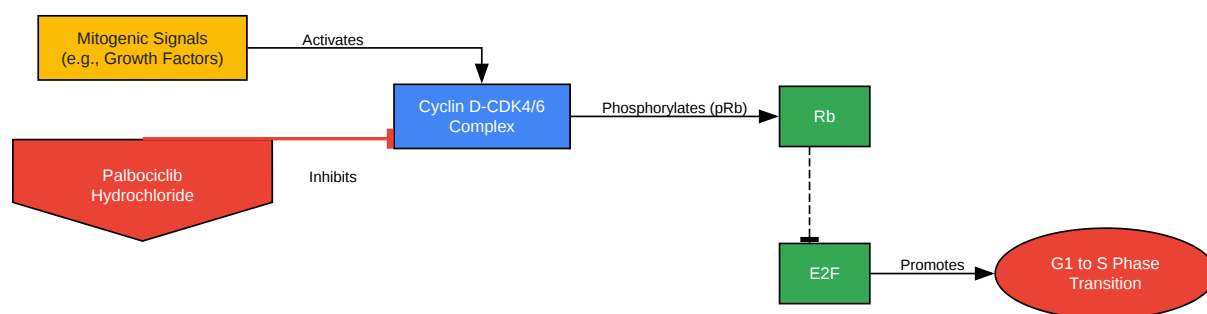 Mitogenic Signals
(e.g., Growth Factors)
Activates
Cyclin D-CDK4/6
Complex
Phosphorylates (pRb)
Rb
Palbociclib
Hydrochloride
Inhibits
E2F
Promotes
G1 to S Phase
Transition